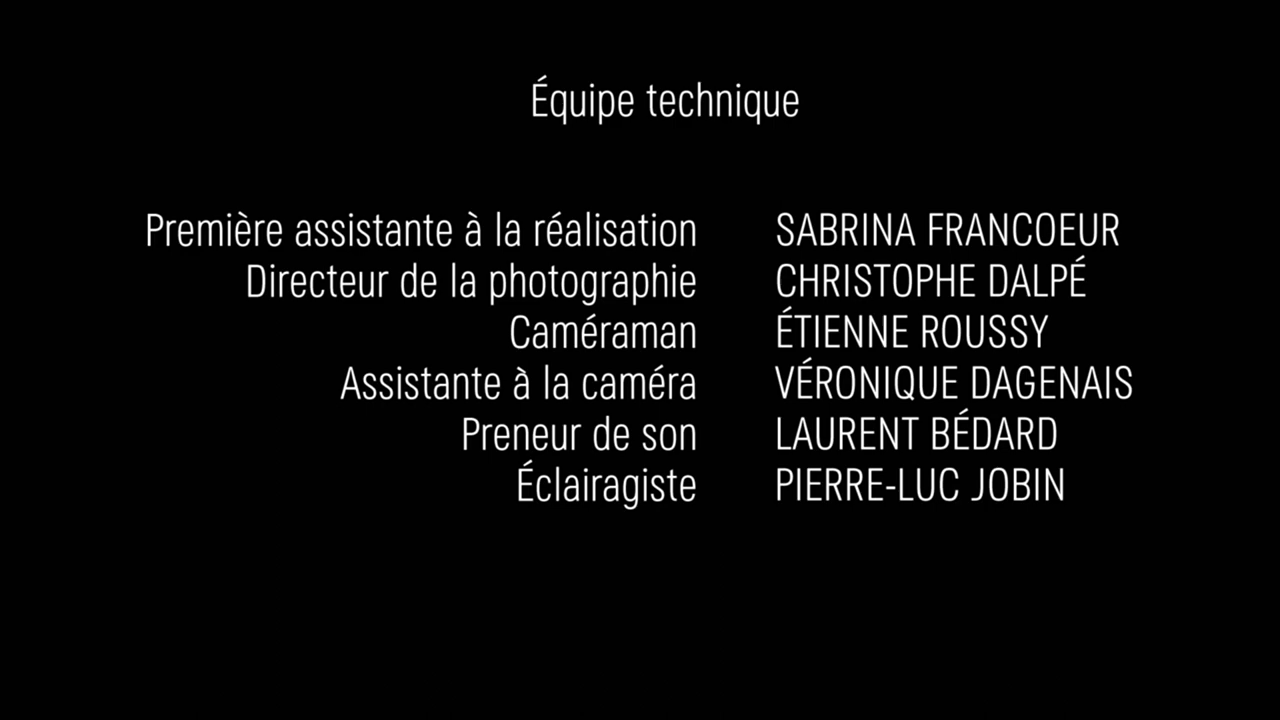 Équipe technique
Première assistante à la réalisation SABRINA FRANCOEUR
Directeur de la photographie CHRISTOPHE DALPÉ
Caméraman ÉTIENNE ROUSSY
Assistante à la caméra VÉRONIQUE DAGENAIS
Preneur de son LAURENT BÉDARD
Éclairagiste PIERRE-LUC JOBIN